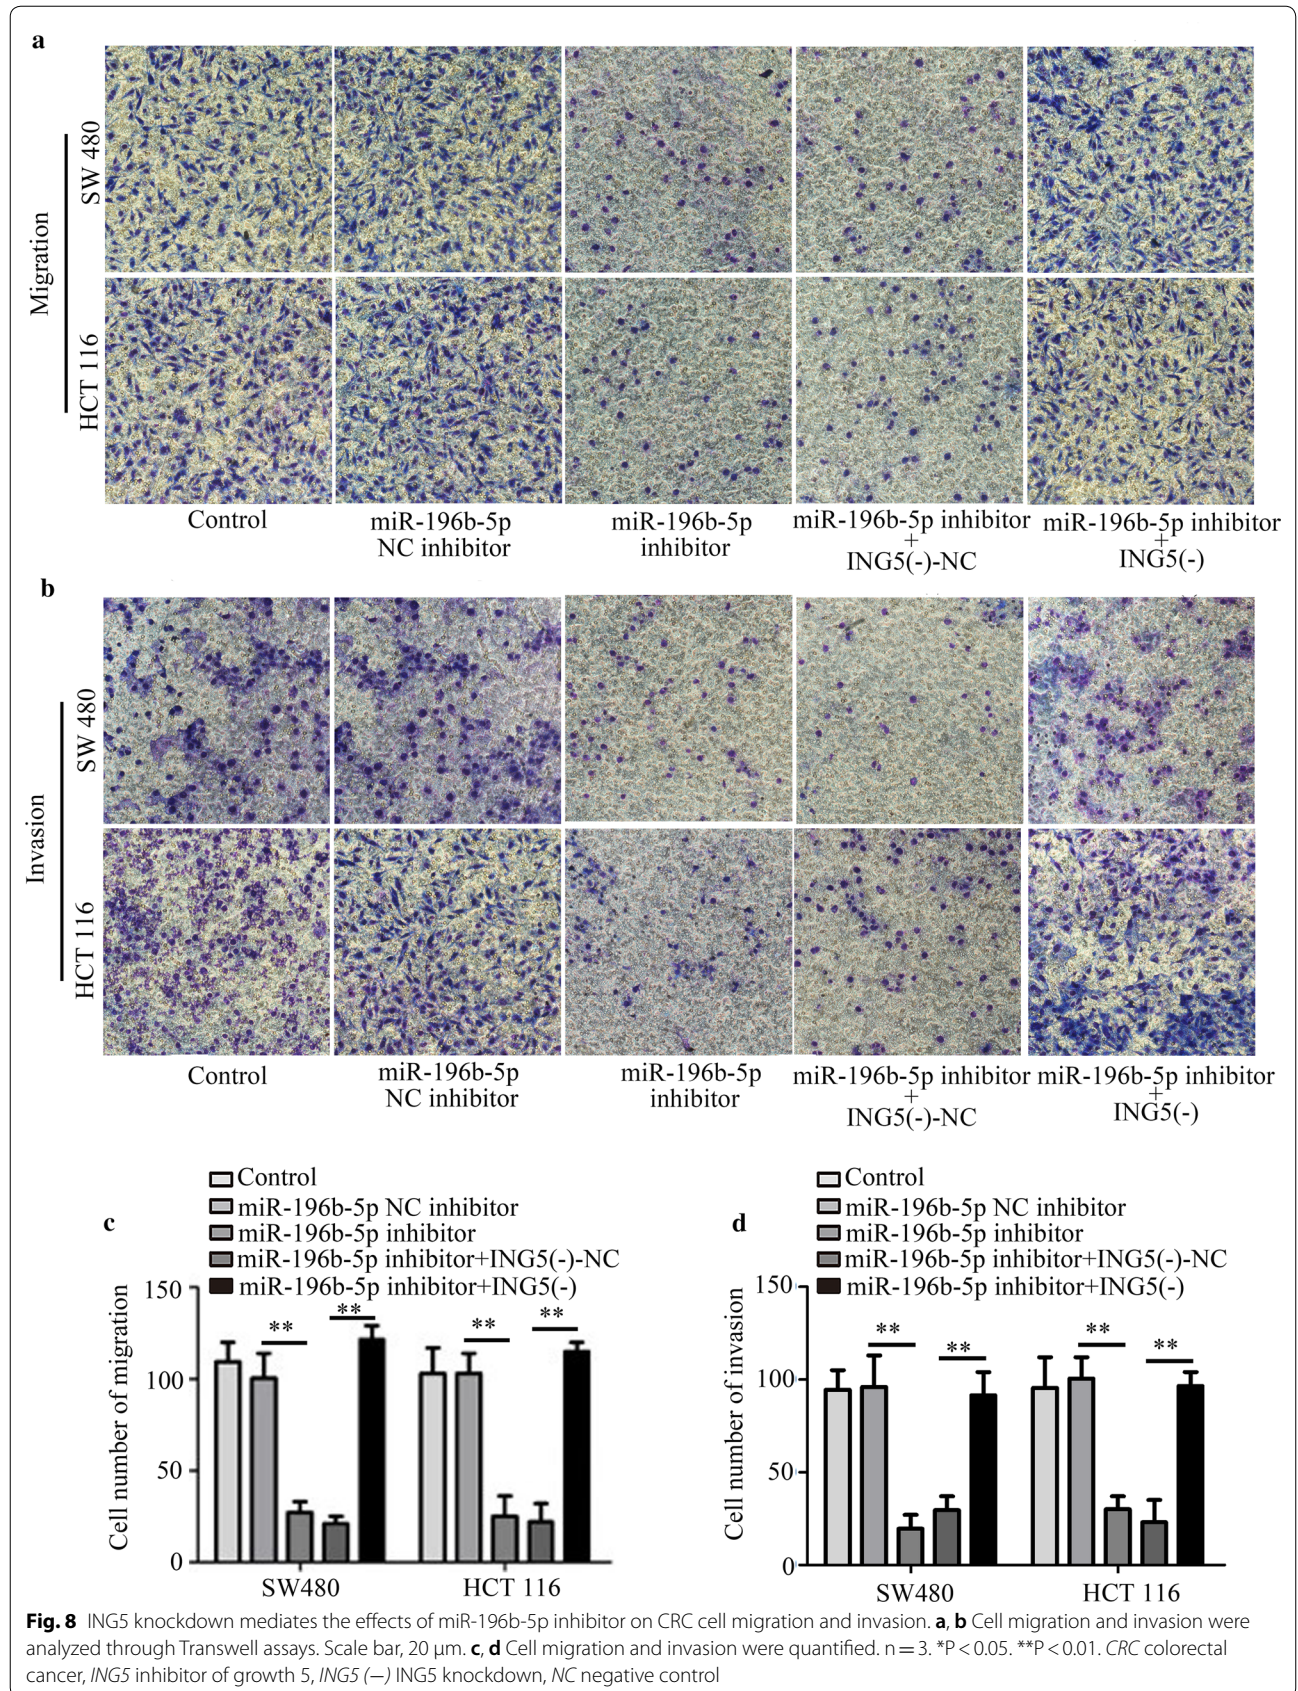 a
Migration
SW 480
HCT 116
Control
miR-196b-5p
NC inhibitor
miR-196b-5p
inhibitor
miR-196b-5p inhibitor
+
ING5(-)-NC
miR-196b-5p inhibitor
+
ING5(-)
b
Invasion
SW 480
HCT 116
Control
miR-196b-5p
NC inhibitor
miR-196b-5p
inhibitor
miR-196b-5p inhibitor
+
ING5(-)-NC
miR-196b-5p inhibitor
+
ING5(-)
c
Control
miR-196b-5p NC inhibitor
miR-196b-5p inhibitor
miR-196b-5p inhibitor+ING5(-)-NC
miR-196b-5p inhibitor+ING5(-)
Cell number of migration
150
100
50
0
**
**
**
**
SW480
HCT 116
d
Control
miR-196b-5p NC inhibitor
miR-196b-5p inhibitor
miR-196b-5p inhibitor+ING5(-)-NC
miR-196b-5p inhibitor+ING5(-)
Cell number of invasion
150
100
50
0
**
**
**
**
SW480
HCT 116
Fig. 8 ING5 knockdown mediates the effects of miR-196b-5p inhibitor on CRC cell migration and invasion. a, b Cell migration and invasion were
analyzed through Transwell assays. Scale bar, 20 μm. c, d Cell migration and invasion were quantified. n = 3. *P < 0.05. **P < 0.01. CRC colorectal
cancer, ING5 inhibitor of growth 5, ING5 (−) ING5 knockdown, NC negative control